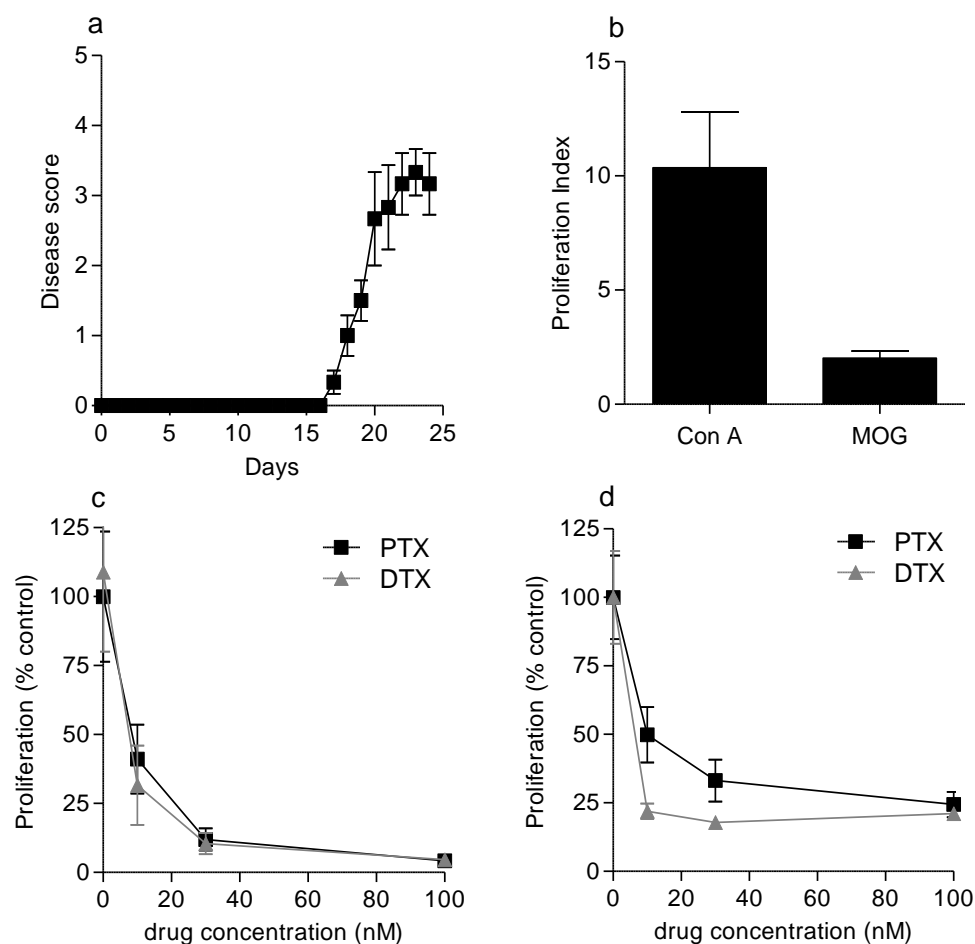 a
5
4
3
2
1
0
Disease score
0 5 10 15 20 25
Days
b
15
10
5
0
Proliferation Index
Con A MOG
c
125
100
75
50
25
0
Proliferation (% control)
PTX
DTX
0 20 40 60 80 100
drug concentration (nM)
d
125
100
75
50
25
0
Proliferation (% control)
PTX
DTX
0 20 40 60 80 100
drug concentration (nM)